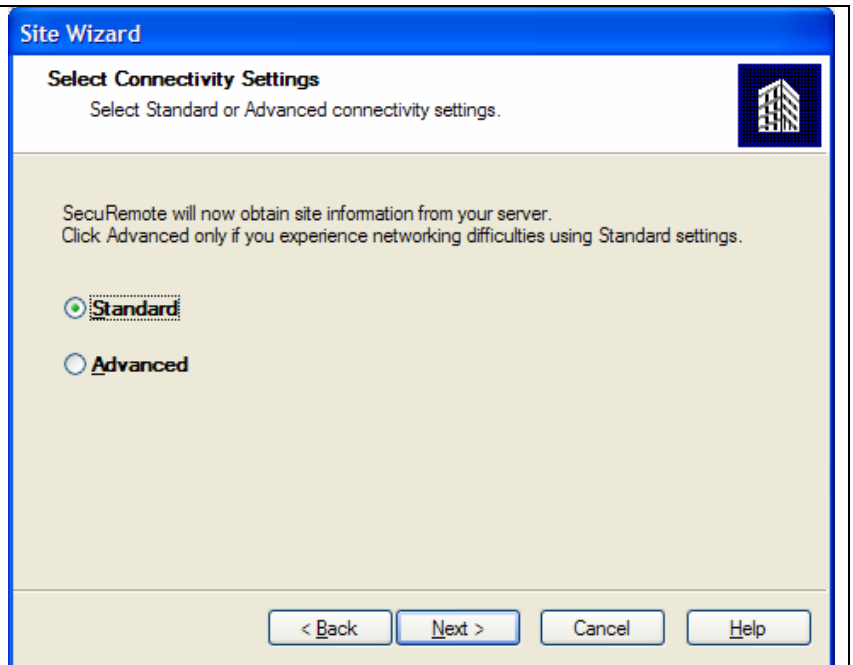 Site Wizard
Select Connectivity Settings
Select Standard or Advanced connectivity settings.
SecuRemote will now obtain site information from your server.
Click Advanced only if you experience networking difficulties using Standard settings.
Standard
Advanced
< Back Next > Cancel Help